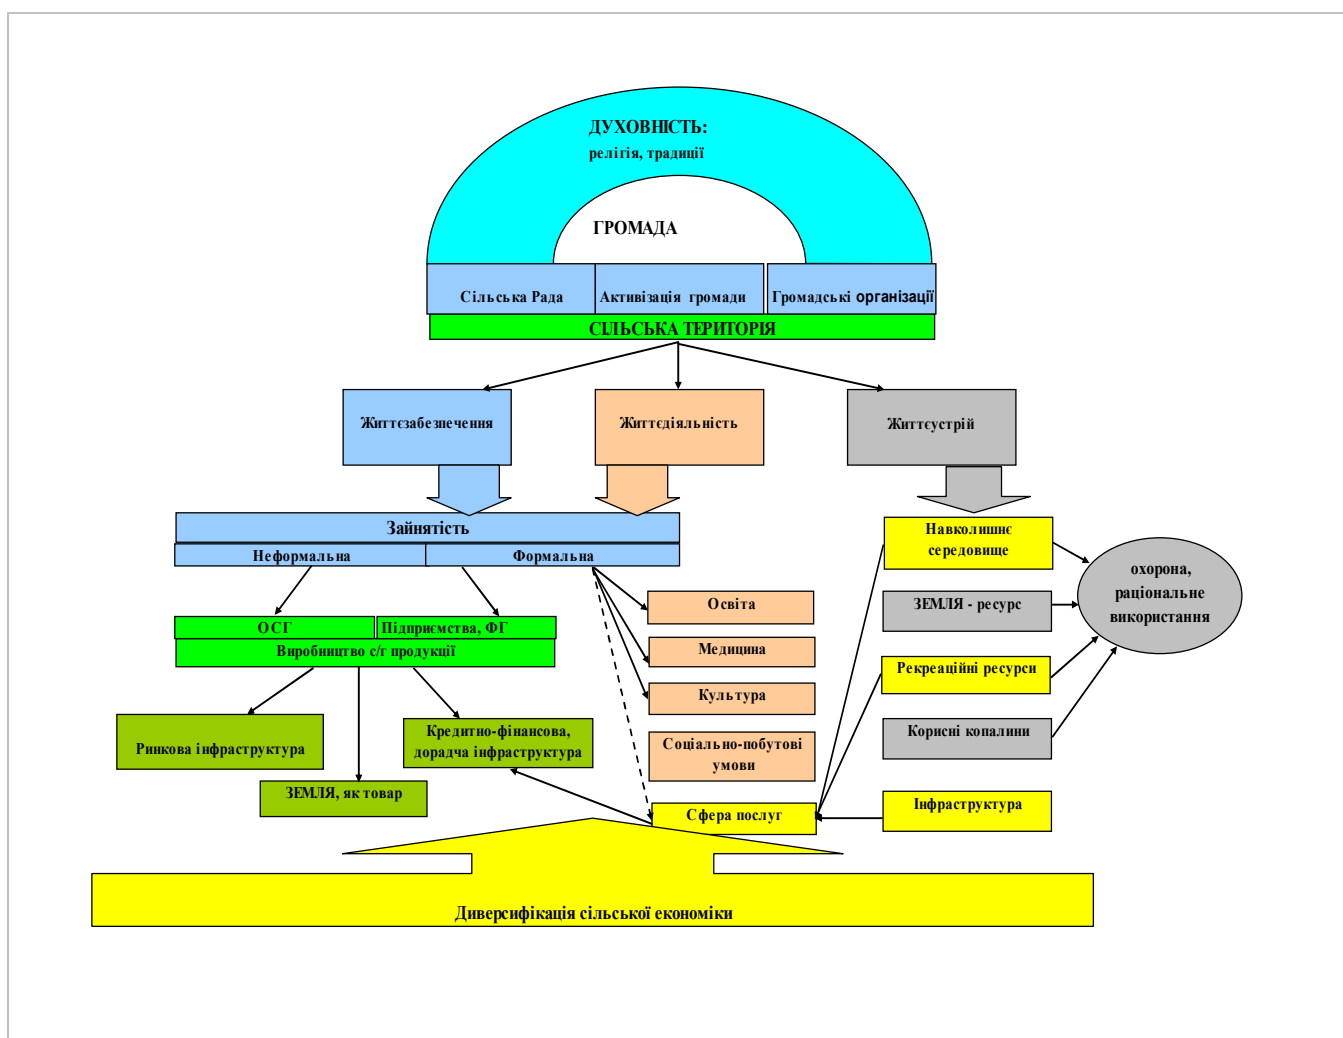 ДУХОВНІСТЬ:
релігія, традиції
ГРОМАДА
Сільська Рада
Активізація громади
Громадські організації
СІЛЬСЬКА ТЕРИТОРІЯ
Життєзабезпечення
Життєдіяльність
Життєустрій
Зайнятість
Неформальна
Формальна
Навколишнє
середовище
охорона,
раціональне
використання
ЗЕМЛЯ - ресурс
Освіта
ОСГ
Підприємства, ФГ
Виробництво с/г продукції
Медицина
Рекреаційні ресурси
Культура
Ринкова інфраструктура
Кредитно-фінансова,
дорадча інфраструктура
Соціально-побутові
умови
Корисні копалини
ЗЕМЛЯ, як товар
Сфера послуг
Інфраструктура
Диверсифікація сільської економіки